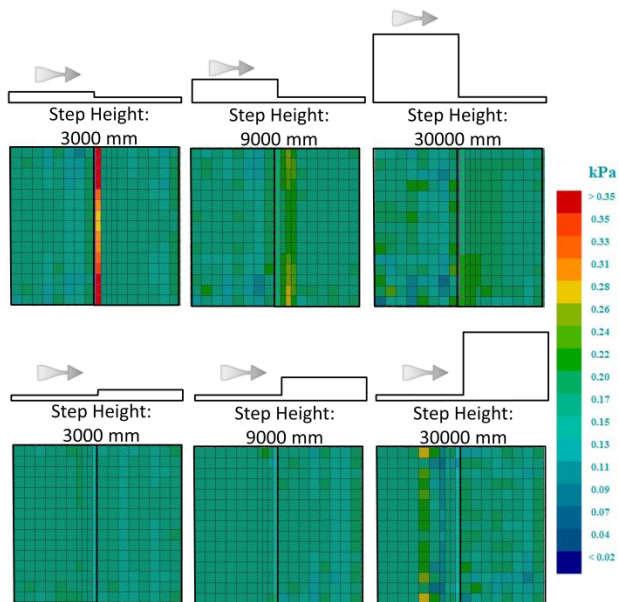 Step Height:
3000 mm
Step Height:
9000 mm
Step Height:
30000 mm
kPa
> 0.35
0.35
0.33
0.31
0.28
0.26
0.24
0.22
0.20
0.17
0.15
0.13
0.11
0.09
0.07
0.04
< 0.02
Step Height:
3000 mm
Step Height:
9000 mm
Step Height:
30000 mm